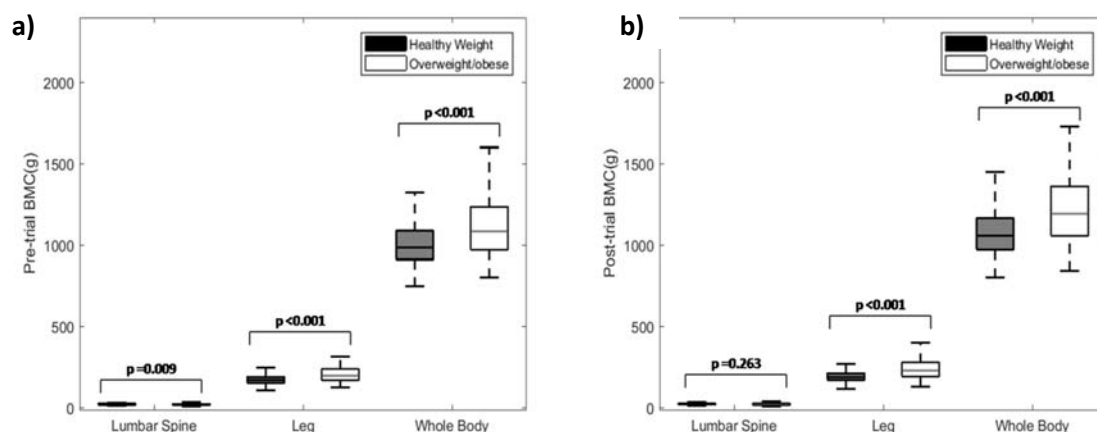 a)
Healthy Weight
Overweight/obese
2000
1500
1000
500
0
Pre-trial BMC(g)
p <0.001
p <0.001
p =0.009
Lumbar Spine
Leg
Whole Body
b)
Healthy Weight
Overweight/obese
2000
1500
1000
500
0
Post-trial BMC(g)
p <0.001
p <0.001
p =0.263
Lumbar Spine
Leg
Whole Body